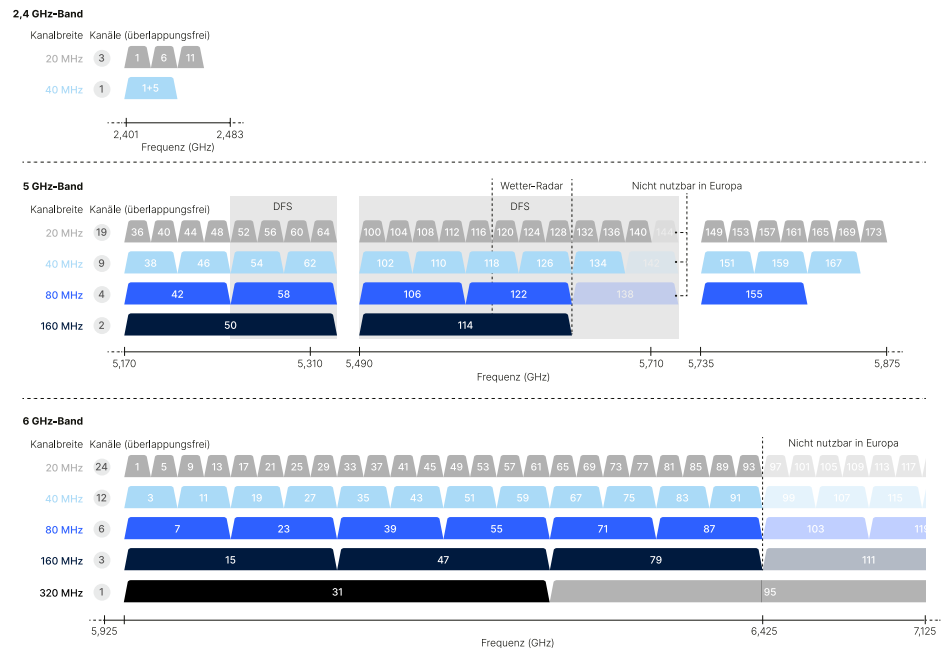 2,4 GHz-Band
Kanalbreite Kanäle (überlappungsfrei)
20 MHz 3 1 6 11
40 MHz 1 1+5
2,401 2,483
Frequenz (GHz)
5 GHz-Band Wetter-Radar Nicht nutzbar in Europa
Kanalbreite Kanäle (überlappungsfrei) DFS DFS
20 MHz 19 36 40 44 48 52 56 60 64 100 104 108 112 116 120 124 128 132 136 140 144 149 153 157 161 165 169 173
40 MHz 9 38 46 54 62 102 110 118 126 134 142 151 159 167
80 MHz 4 42 58 106 122 138 155
160 MHz 2 50 114
5,170 5,310 5,490 5,710 5,735 5,875
Frequenz (GHz)
6 GHz-Band
Kanalbreite Kanäle (überlappungsfrei) Nicht nutzbar in Europa
20 MHz 24 1 5 9 13 17 21 25 29 33 37 41 45 49 53 57 61 65 69 73 77 81 85 89 93 97 101 105 109 113 117
40 MHz 12 3 11 19 27 35 43 51 59 67 75 83 91 99 107 115
80 MHz 6 7 23 39 55 71 87 103
160 MHz 3 15 47 79 111
320 MHz 1 31 95
5,925 6,425 7,125
Frequenz (GHz)